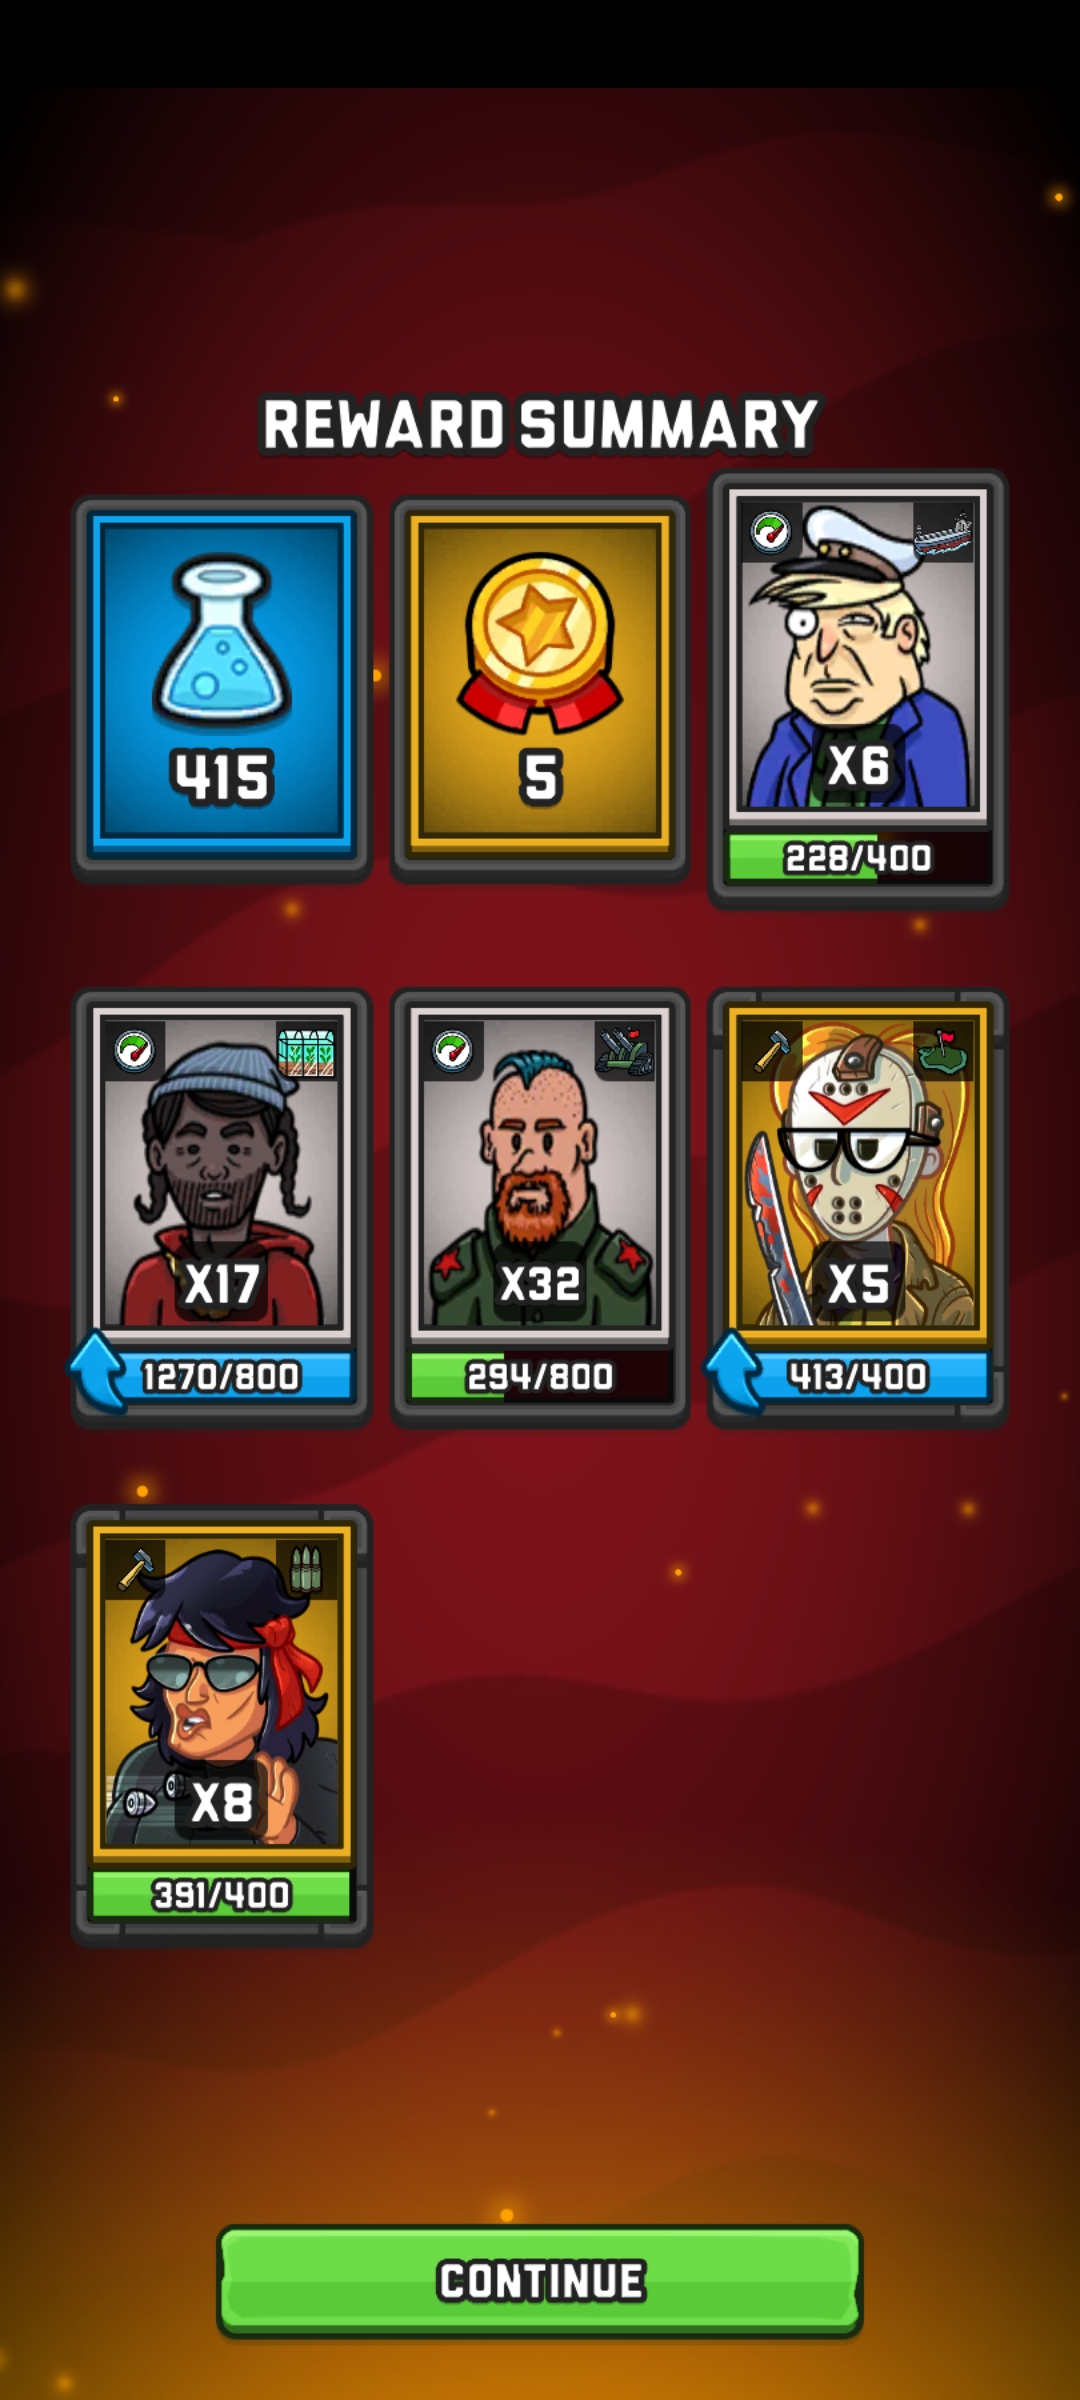 REWARD SUMMARY
415
5
X6
228/400
X17
1270/800
X32
294/800
X5
413/400
X8
391/400
CONTINUE